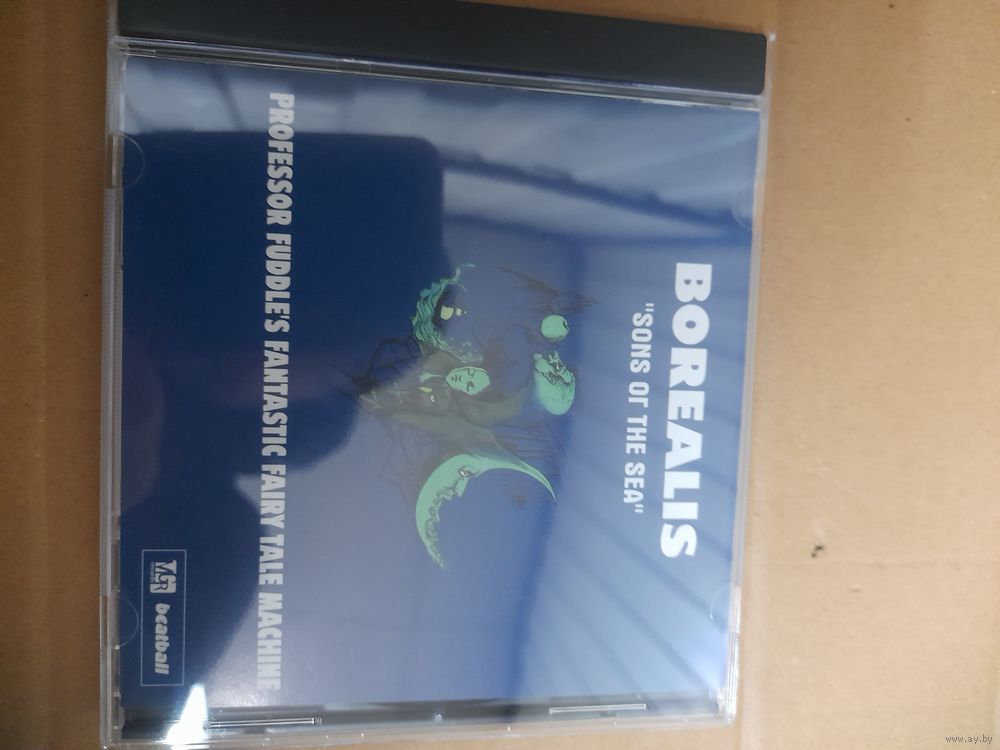 BOREALIS
"SONS OF THE SEA"
PROFESSOR FUDDLE'S FANTASTIC FAIRY TALE MACHINE
beatball
www.ay.by